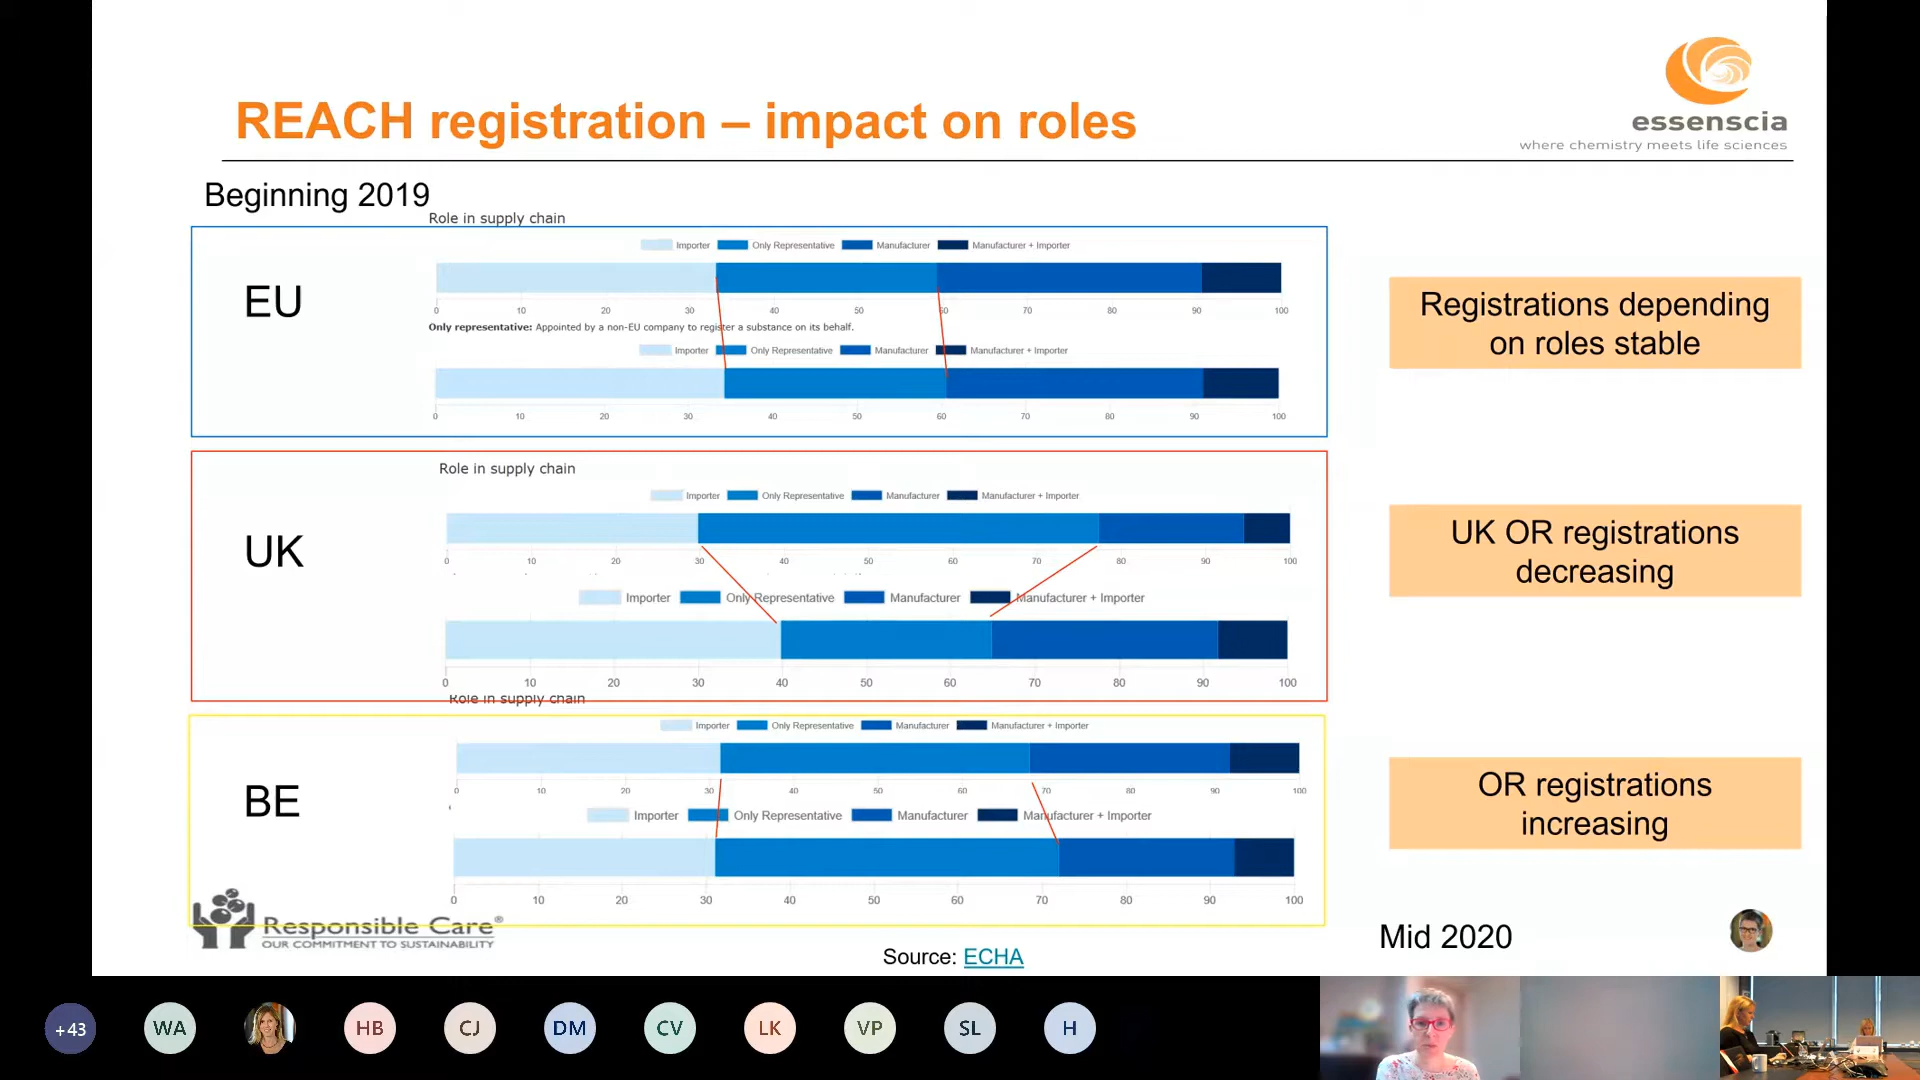 REACH registration – impact on roles
essenscia
where chemistry meets life sciences
Beginning 2019
Role in supply chain
Importer Only Representative Manufacturer Manufacturer + Importer
EU
0 10 20 30 40 50 60 70 80 90 100
Only representative: Appointed by a non-EU company to register a substance on its behalf.
Importer Only Representative Manufacturer Manufacturer + Importer
0 10 20 30 40 50 60 70 80 90 100
Registrations depending
on roles stable
Role in supply chain
Importer Only Representative Manufacturer Manufacturer + Importer
UK
0 10 20 30 40 50 60 70 80 90 100
Importer Only Representative Manufacturer Manufacturer + Importer
0 10 20 30 40 50 60 70 80 90 100
UK OR registrations
decreasing
Role in supply chain
Importer Only Representative Manufacturer Manufacturer + Importer
BE
0 10 20 30 40 50 60 70 80 90 100
Importer Only Representative Manufacturer Manufacturer + Importer
0 10 20 30 40 50 60 70 80 90 100
OR registrations
increasing
Responsible Care®
OUR COMMITMENT TO SUSTAINABILITY
Source: ECHA
Mid 2020
+43 WA HB CJ DM CV LK VP SL H